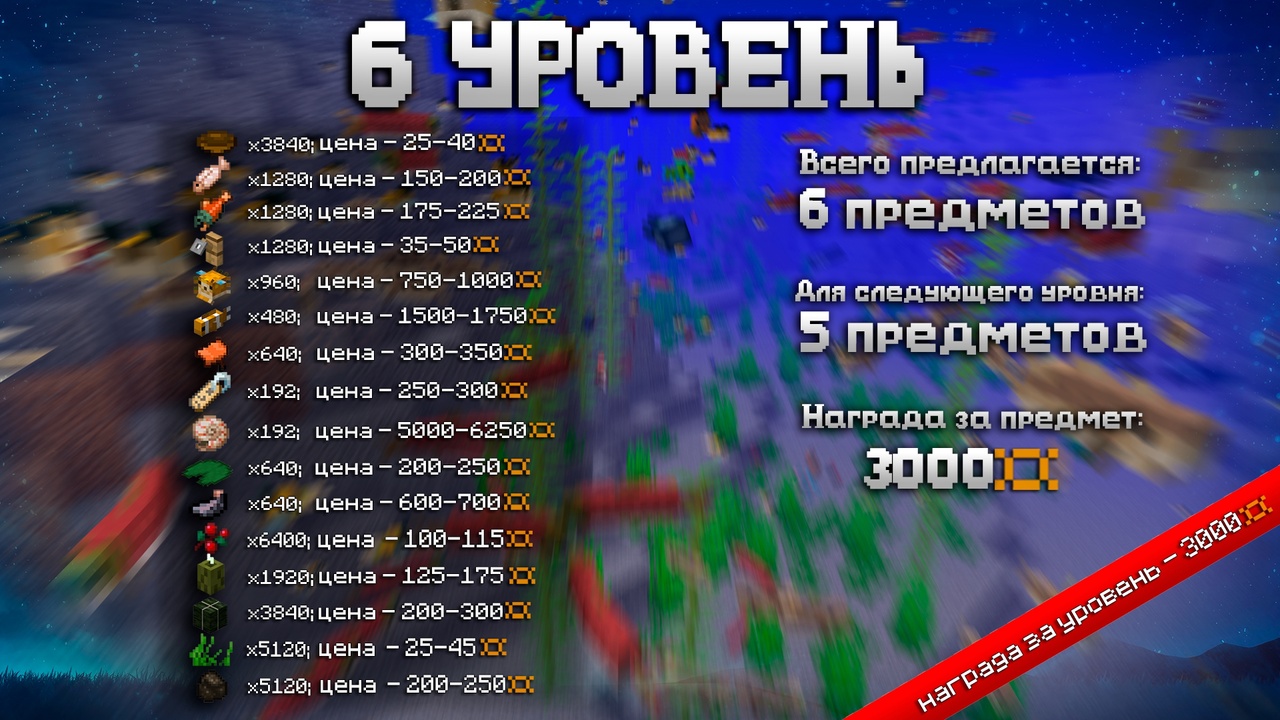 6 УРОВЕНЬ
x3840; цена - 25-40¤
x1280; цена - 150-200¤
x1280; цена - 175-225¤
x1280; цена - 35-50¤
x960; цена - 750-1000¤
x480; цена - 1500-1750¤
x640; цена - 300-350¤
x192; цена - 250-300¤
x192; цена - 5000-6250¤
x640; цена - 200-250¤
x640; цена - 600-700¤
x6400; цена - 100-115¤
x1920; цена - 125-175 ¤
x3840; цена - 200-300¤
x5120; цена - 25-45¤
x5120; цена - 200-250¤
Всего предлагается:
6 предметов
Для следующего уровня:
5 предметов
Награда за предмет:
3000¤
награда за уровень - 3000¤